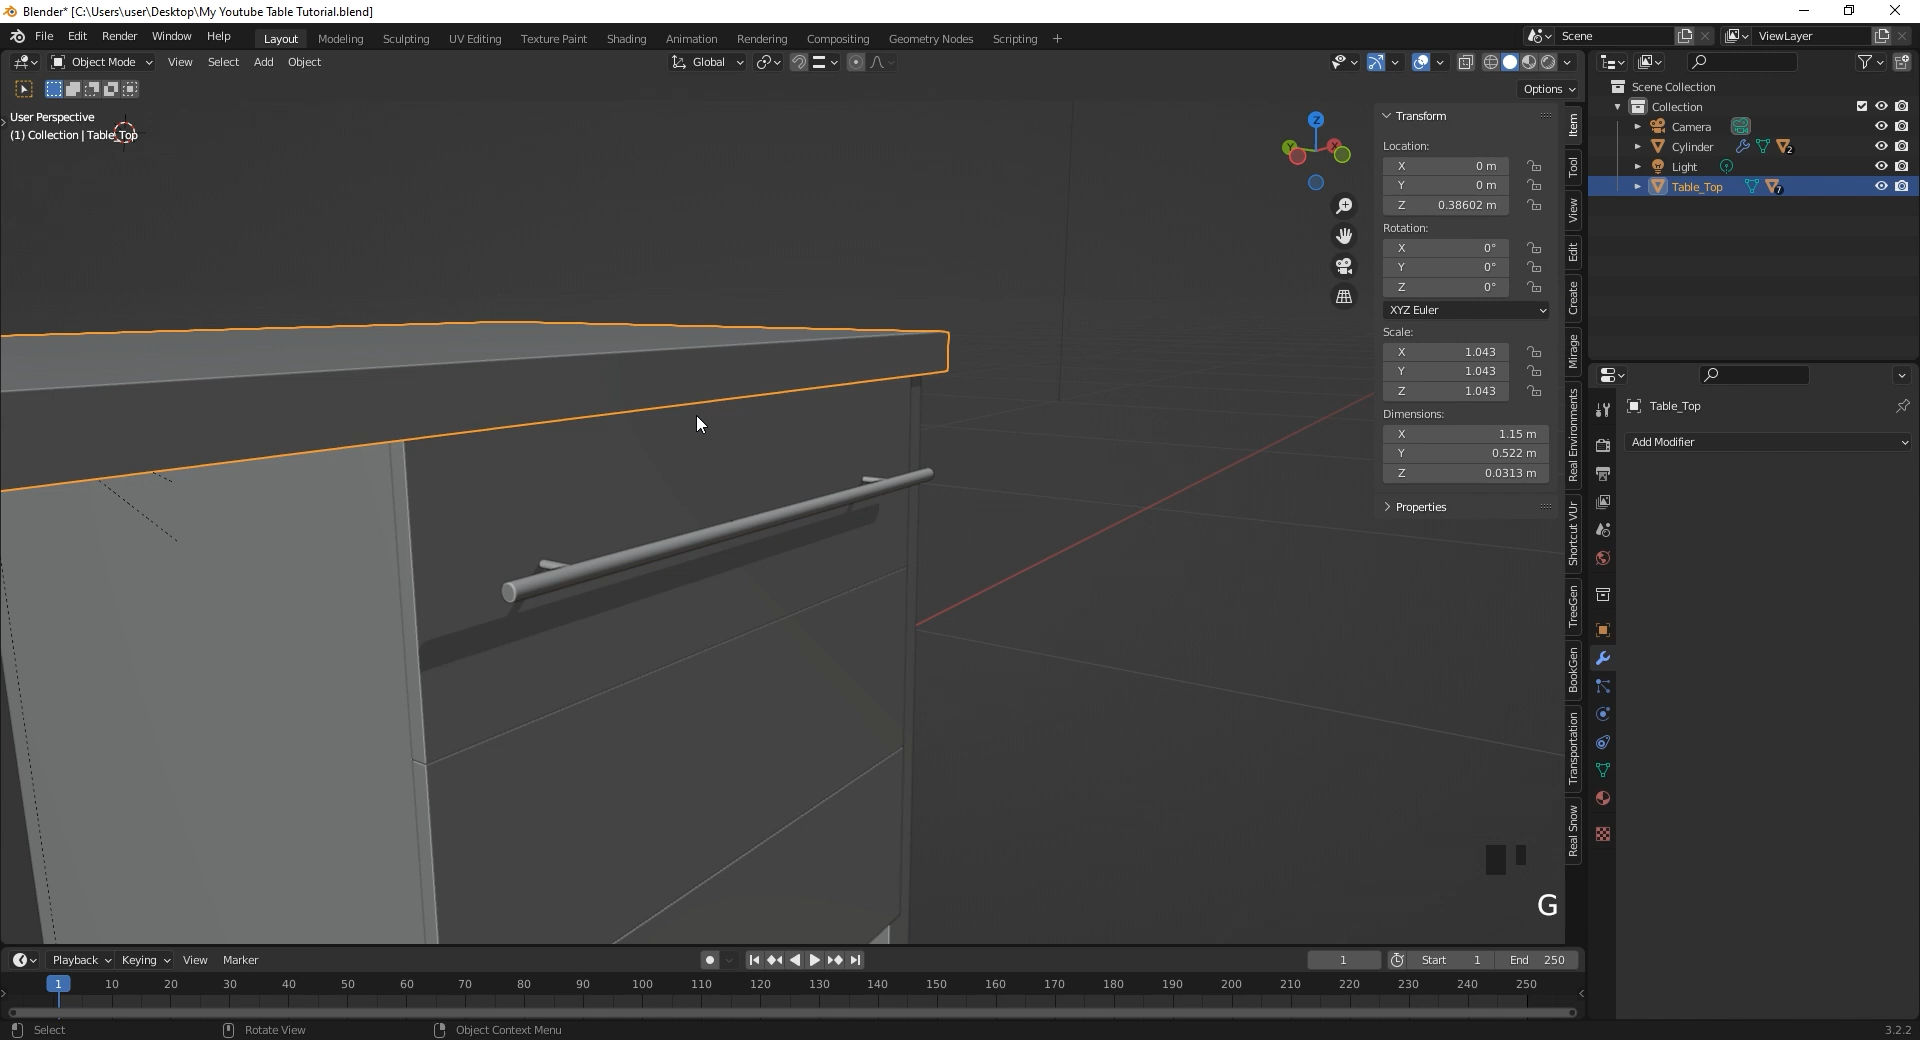 Blender* [C:\Users\user\Desktop\My Youtube Table Tutorial.blend]
File Edit Render Window Help Layout Modeling Sculpting UV Editing Texture Paint Shading Animation Rendering Compositing Geometry Nodes Scripting + Scene ViewLayer
Object Mode View Select Add Object Global
Options
User Perspective
(1) Collection | Table_Top
Z
Y
X
Transform
Location:
X 0 m
Y 0 m
Z 0.38602 m
Rotation:
X 0°
Y 0°
Z 0°
XYZ Euler
Scale:
X 1.043
Y 1.043
Z 1.043
Dimensions:
X 1.15 m
Y 0.522 m
Z 0.0313 m
Properties
Item
Tool
View
Edit
Create
Mirage
Real Environments
Shortcut VUr
TreeGen
BookGen
Transportation
Real Snow
Scene Collection
Collection
Camera
Cylinder 2
Light
Table_Top 7
Table_Top
Add Modifier
G
Playback Keying View Marker 1 Start 1 End 250
1 10 20 30 40 50 60 70 80 90 100 110 120 130 140 150 160 170 180 190 200 210 220 230 240 250
Select Rotate View Object Context Menu 3.2.2